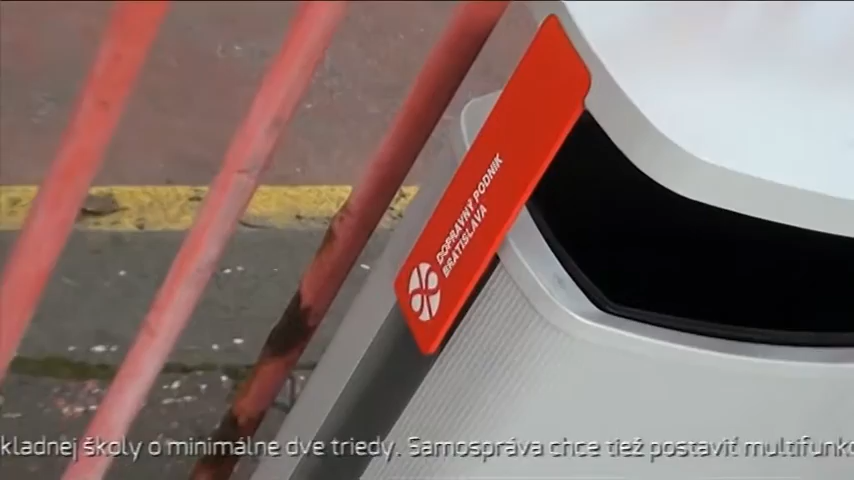 DOPRAVNÝ PODNIK
BRATISLAVA
kladnej školy o minimálne dve triedy. Samospráva chce tiež postaviť multifunk